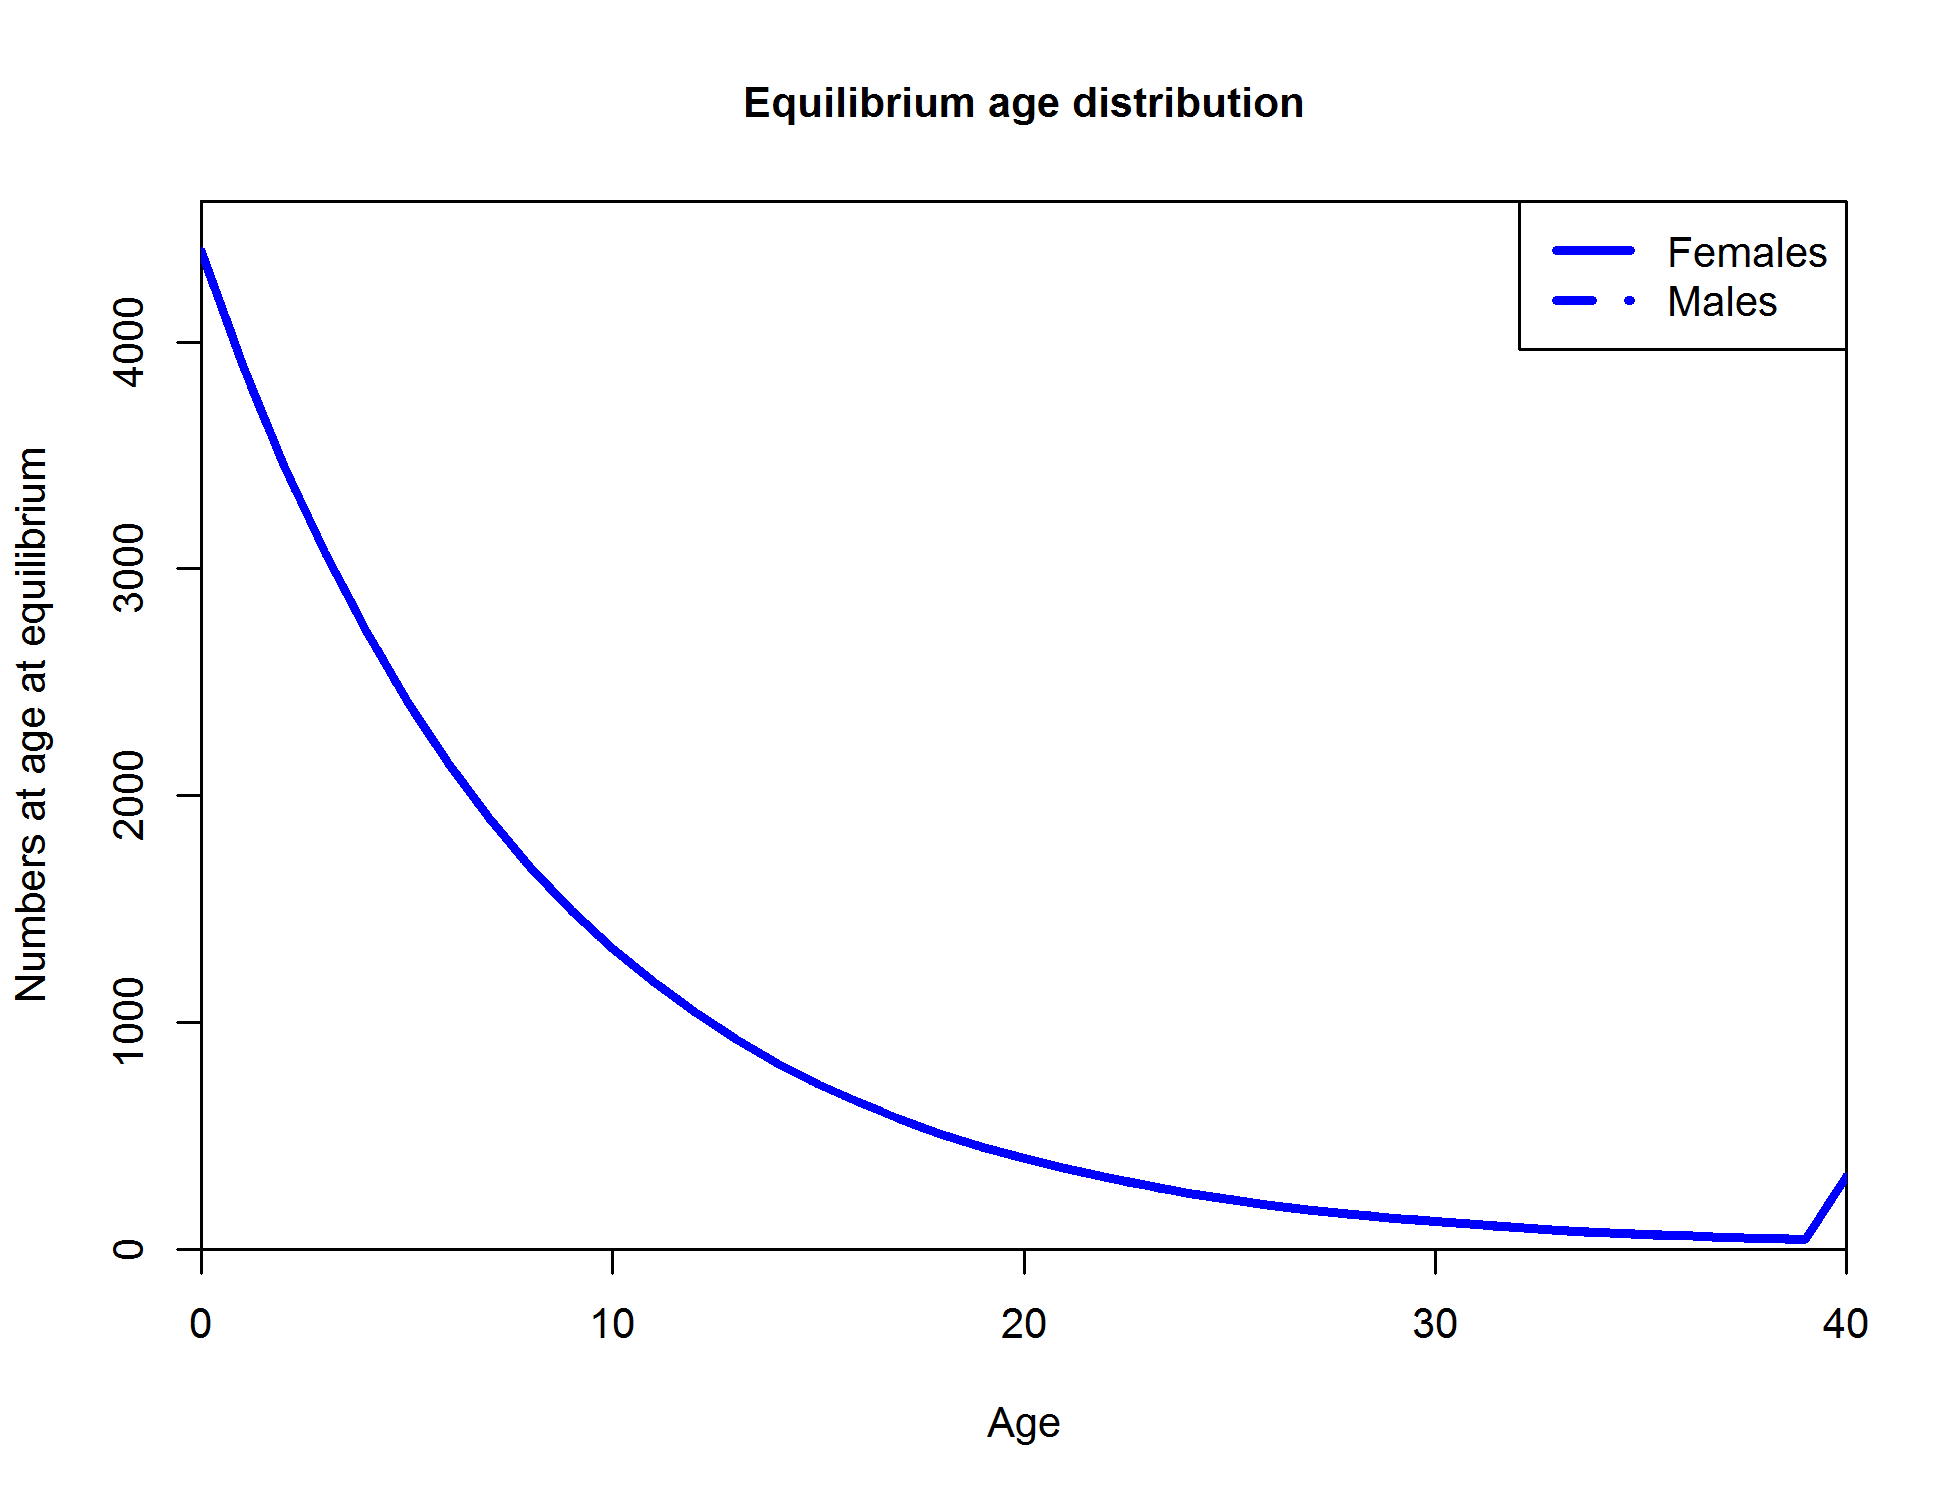 Equilibrium age distribution
Females
Males
Numbers at age at equilibrium
4000
3000
2000
1000
0
0 10 20 30 40
Age